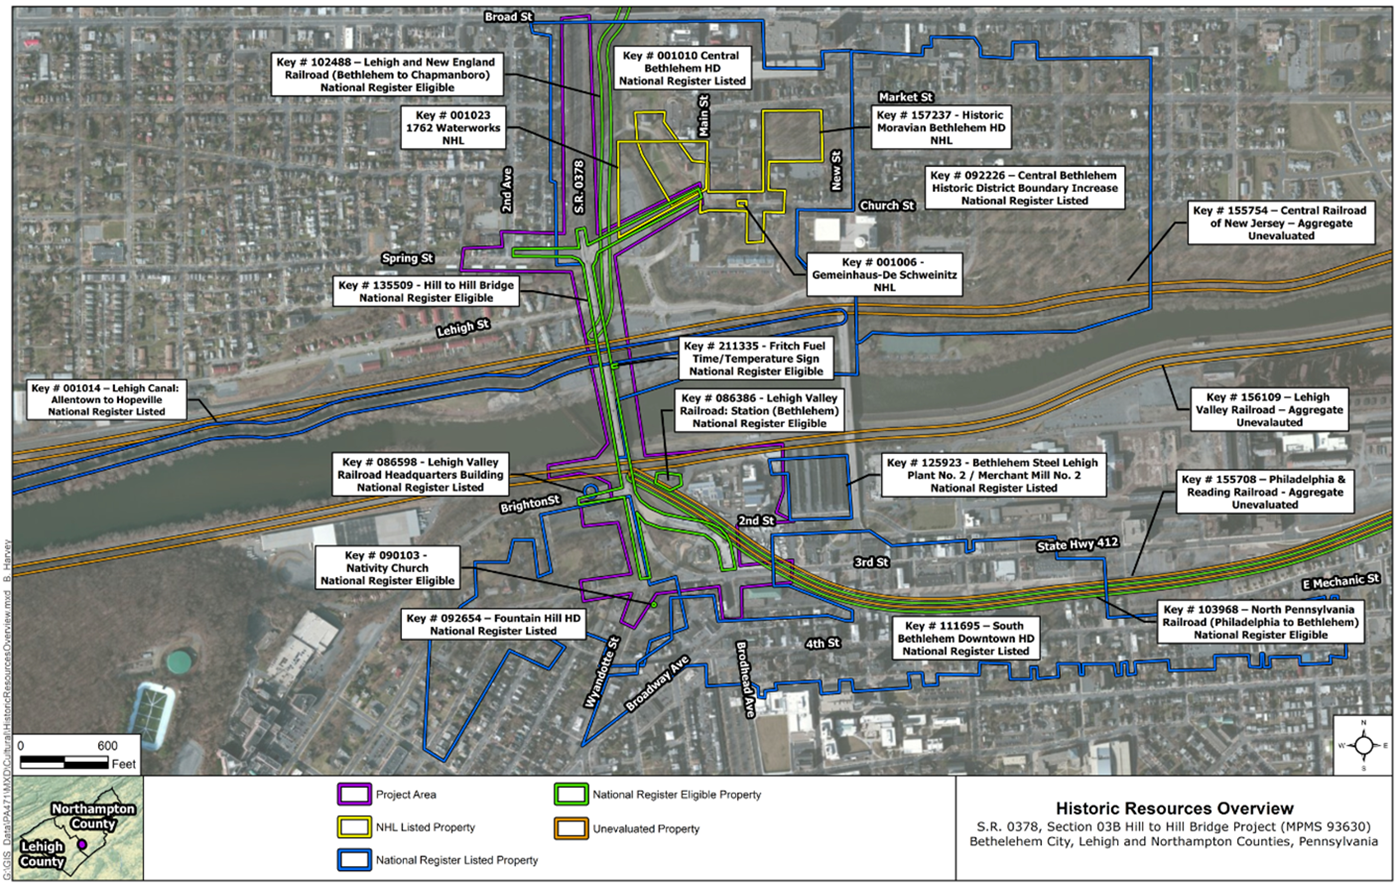 Broad St
Key # 102488 – Lehigh and New England
Railroad (Bethlehem to Chapmanboro)
National Register Eligible
Key # 001010 Central
Bethlehem HD
National Register Listed
Key # 001023
1762 Waterworks
NHL
Main St
Market St
Key # 157237 - Historic
Moravian Bethlehem HD
NHL
2nd Ave
S.R. 0378
New St
Key # 092226 – Central Bethlehem
Historic District Boundary Increase
National Register Listed
Church St
Key # 155754 – Central Railroad
of New Jersey – Aggregate
Unevaluated
Spring St
Key # 001006 -
Gemeinhaus-De Schweinitz
NHL
Key # 135509 - Hill to Hill Bridge
National Register Eligible
Lehigh St
Key # 211335 - Fritch Fuel
Time/Temperature Sign
National Register Eligible
Key # 001014 – Lehigh Canal:
Allentown to Hopeville
National Register Listed
Key # 086386 - Lehigh Valley
Railroad: Station (Bethlehem)
National Register Eligible
Key # 156109 – Lehigh
Valley Railroad – Aggregate
Unevalauted
Key # 086598 - Lehigh Valley
Railroad Headquarters Building
National Register Listed
Key # 125923 - Bethlehem Steel Lehigh
Plant No. 2 / Merchant Mill No. 2
National Register Listed
Key # 155708 – Philadelphia &
Reading Railroad - Aggregate
Unevaluated
Brighton St
2nd St
State Hwy 412
3rd St
Key # 090103 -
Nativity Church
National Register Eligible
E Mechanic St
Key # 092654 – Fountain Hill HD
National Register Listed
Key # 111695 – South
Bethlehem Downtown HD
National Register Listed
Key # 103968 – North Pennsylvania
Railroad (Philadelphia to Bethlehem)
National Register Eligible
4th St
Wyandotte St
Broadway Ave
Brodhead Ave
0 600
Feet
N
W E
S
G:\GIS_Data\PA471\MXD\Cultural\HistoricResourcesOverview.mxd B. Harvey
Northampton
County
Lehigh
County
Project Area
NHL Listed Property
National Register Listed Property
National Register Eligible Property
Unevaluated Property
Historic Resources Overview
S.R. 0378, Section 03B Hill to Hill Bridge Project (MPMS 93630)
Bethelehem City, Lehigh and Northampton Counties, Pennsylvania